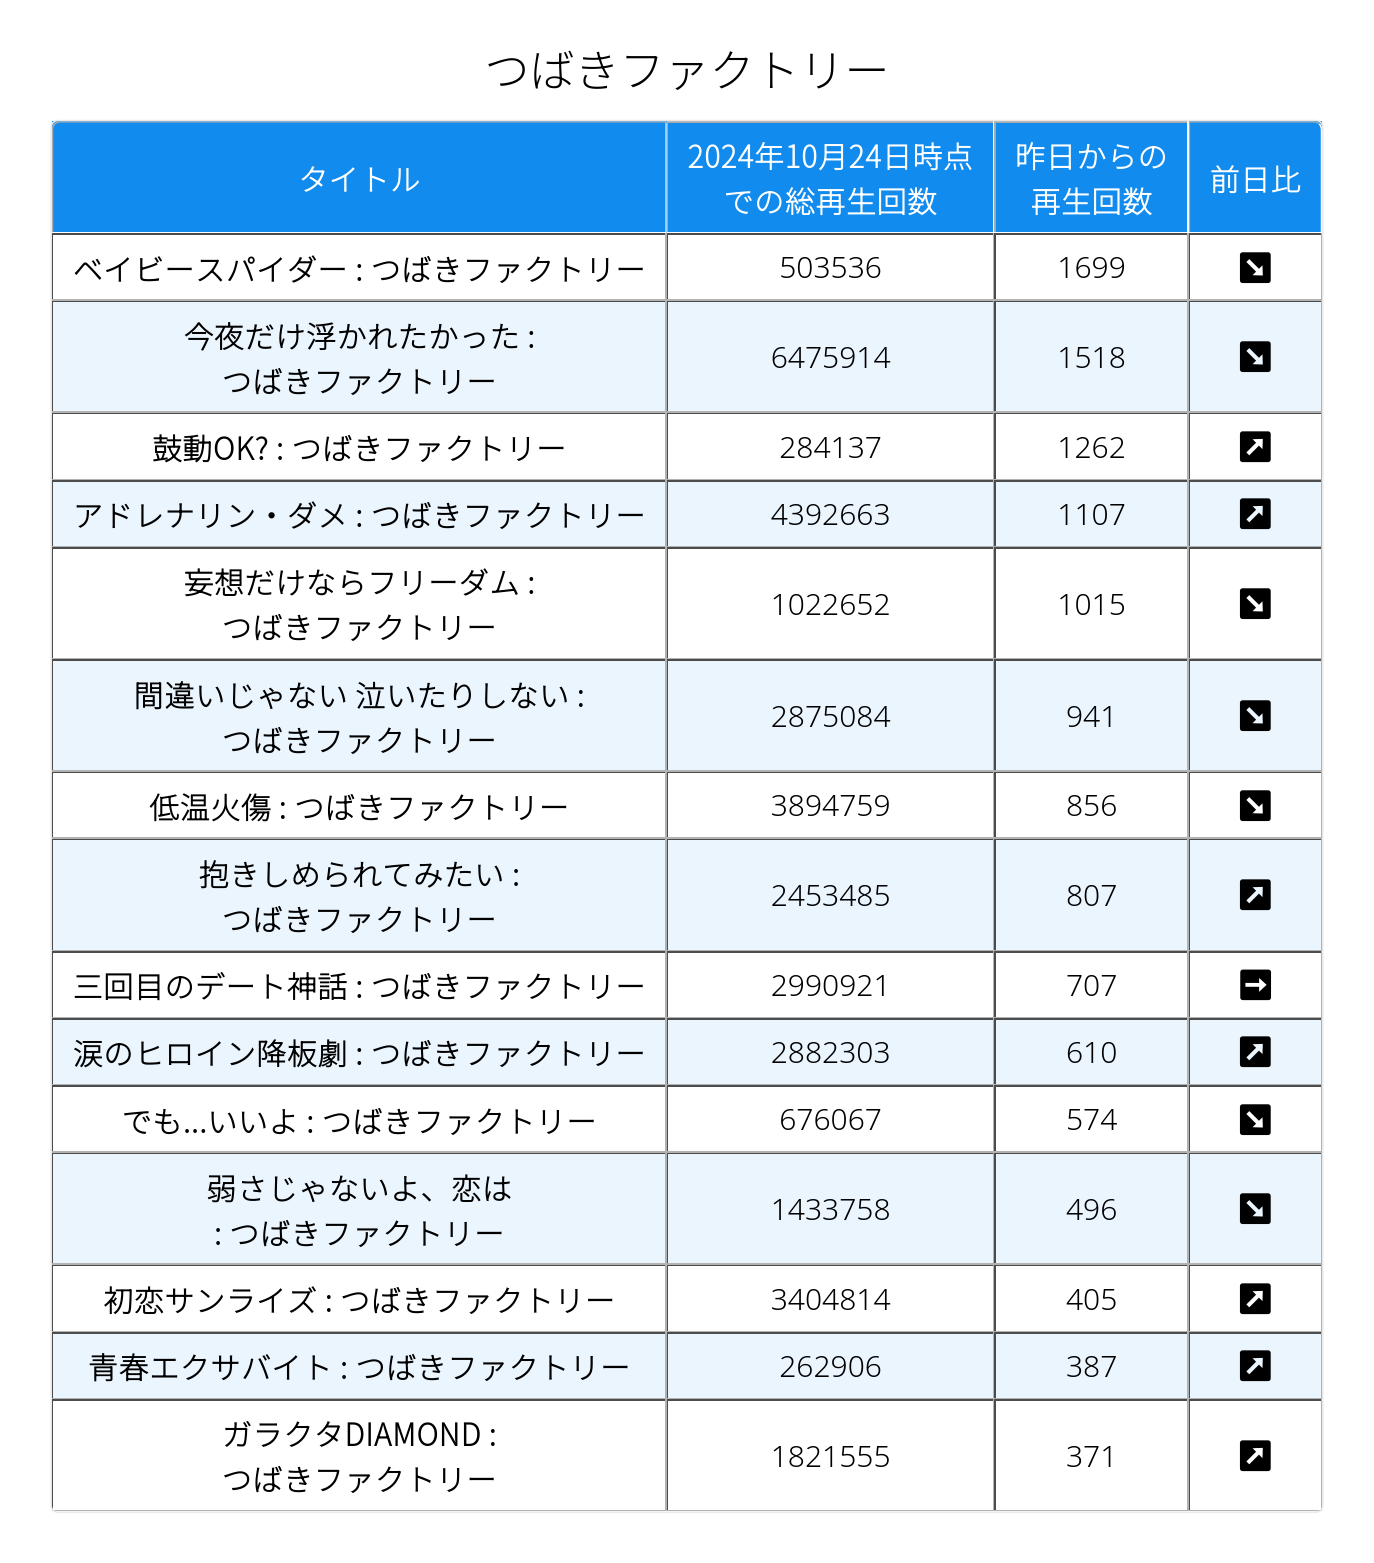 つばきファクトリー
タイトル
2024年10月24日時点
での総再生回数
昨日からの
再生回数
前日比
ベイビースパイダー : つばきファクトリー
503536
1699
↘
今夜だけ浮かれたかった :
つばきファクトリー
6475914
1518
↘
鼓動OK? : つばきファクトリー
284137
1262
↗
アドレナリン・ダメ : つばきファクトリー
4392663
1107
↗
妄想だけならフリーダム :
つばきファクトリー
1022652
1015
↘
間違いじゃない 泣いたりしない :
つばきファクトリー
2875084
941
↘
低温火傷 : つばきファクトリー
3894759
856
↘
抱きしめられてみたい :
つばきファクトリー
2453485
807
↗
三回目のデート神話 : つばきファクトリー
2990921
707
→
涙のヒロイン降板劇 : つばきファクトリー
2882303
610
↗
でも...いいよ : つばきファクトリー
676067
574
↘
弱さじゃないよ、恋は
: つばきファクトリー
1433758
496
↘
初恋サンライズ : つばきファクトリー
3404814
405
↗
青春エクサバイト : つばきファクトリー
262906
387
↗
ガラクタDIAMOND :
つばきファクトリー
1821555
371
↗